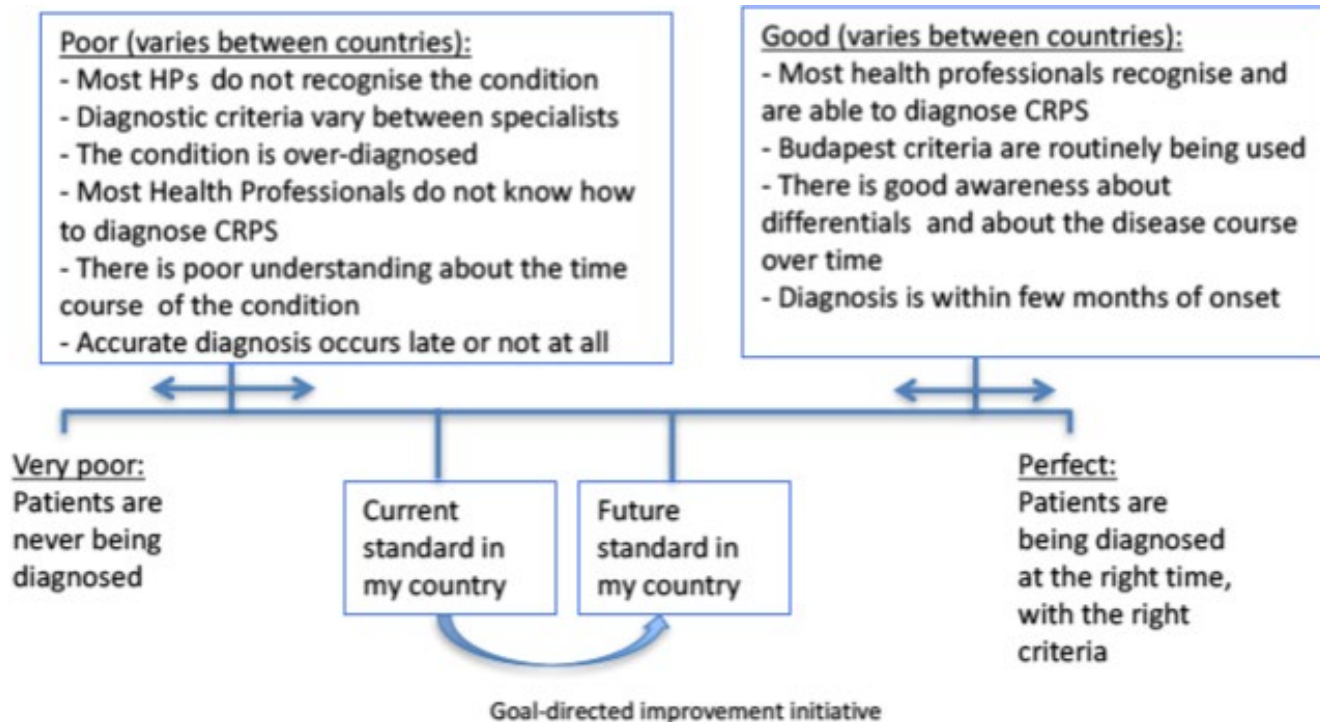 Poor (varies between countries):
- Most HPs do not recognise the condition
- Diagnostic criteria vary between specialists
- The condition is over-diagnosed
- Most Health Professionals do not know how
to diagnose CRPS
- There is poor understanding about the time
course of the condition
- Accurate diagnosis occurs late or not at all
Good (varies between countries):
- Most health professionals recognise and
are able to diagnose CRPS
- Budapest criteria are routinely being used
- There is good awareness about
differentials and about the disease course
over time
- Diagnosis is within few months of onset
Very poor:
Patients are
never being
diagnosed
Current
standard in
my country
Future
standard in
my country
Perfect:
Patients are
being diagnosed
at the right time,
with the right
criteria
Goal-directed improvement initiative